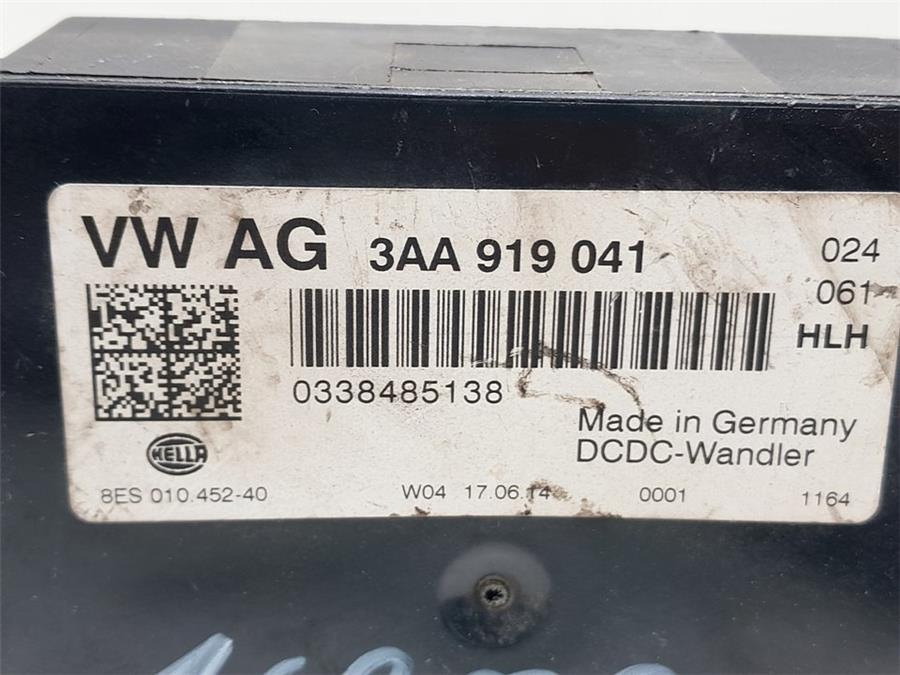 VW AG 3AA 919 041 024
061
HLH
0338485138
Made in Germany
DCDC-Wandler
HELLA
8ES 010.452-40 W04 17.06.14 0001 1164